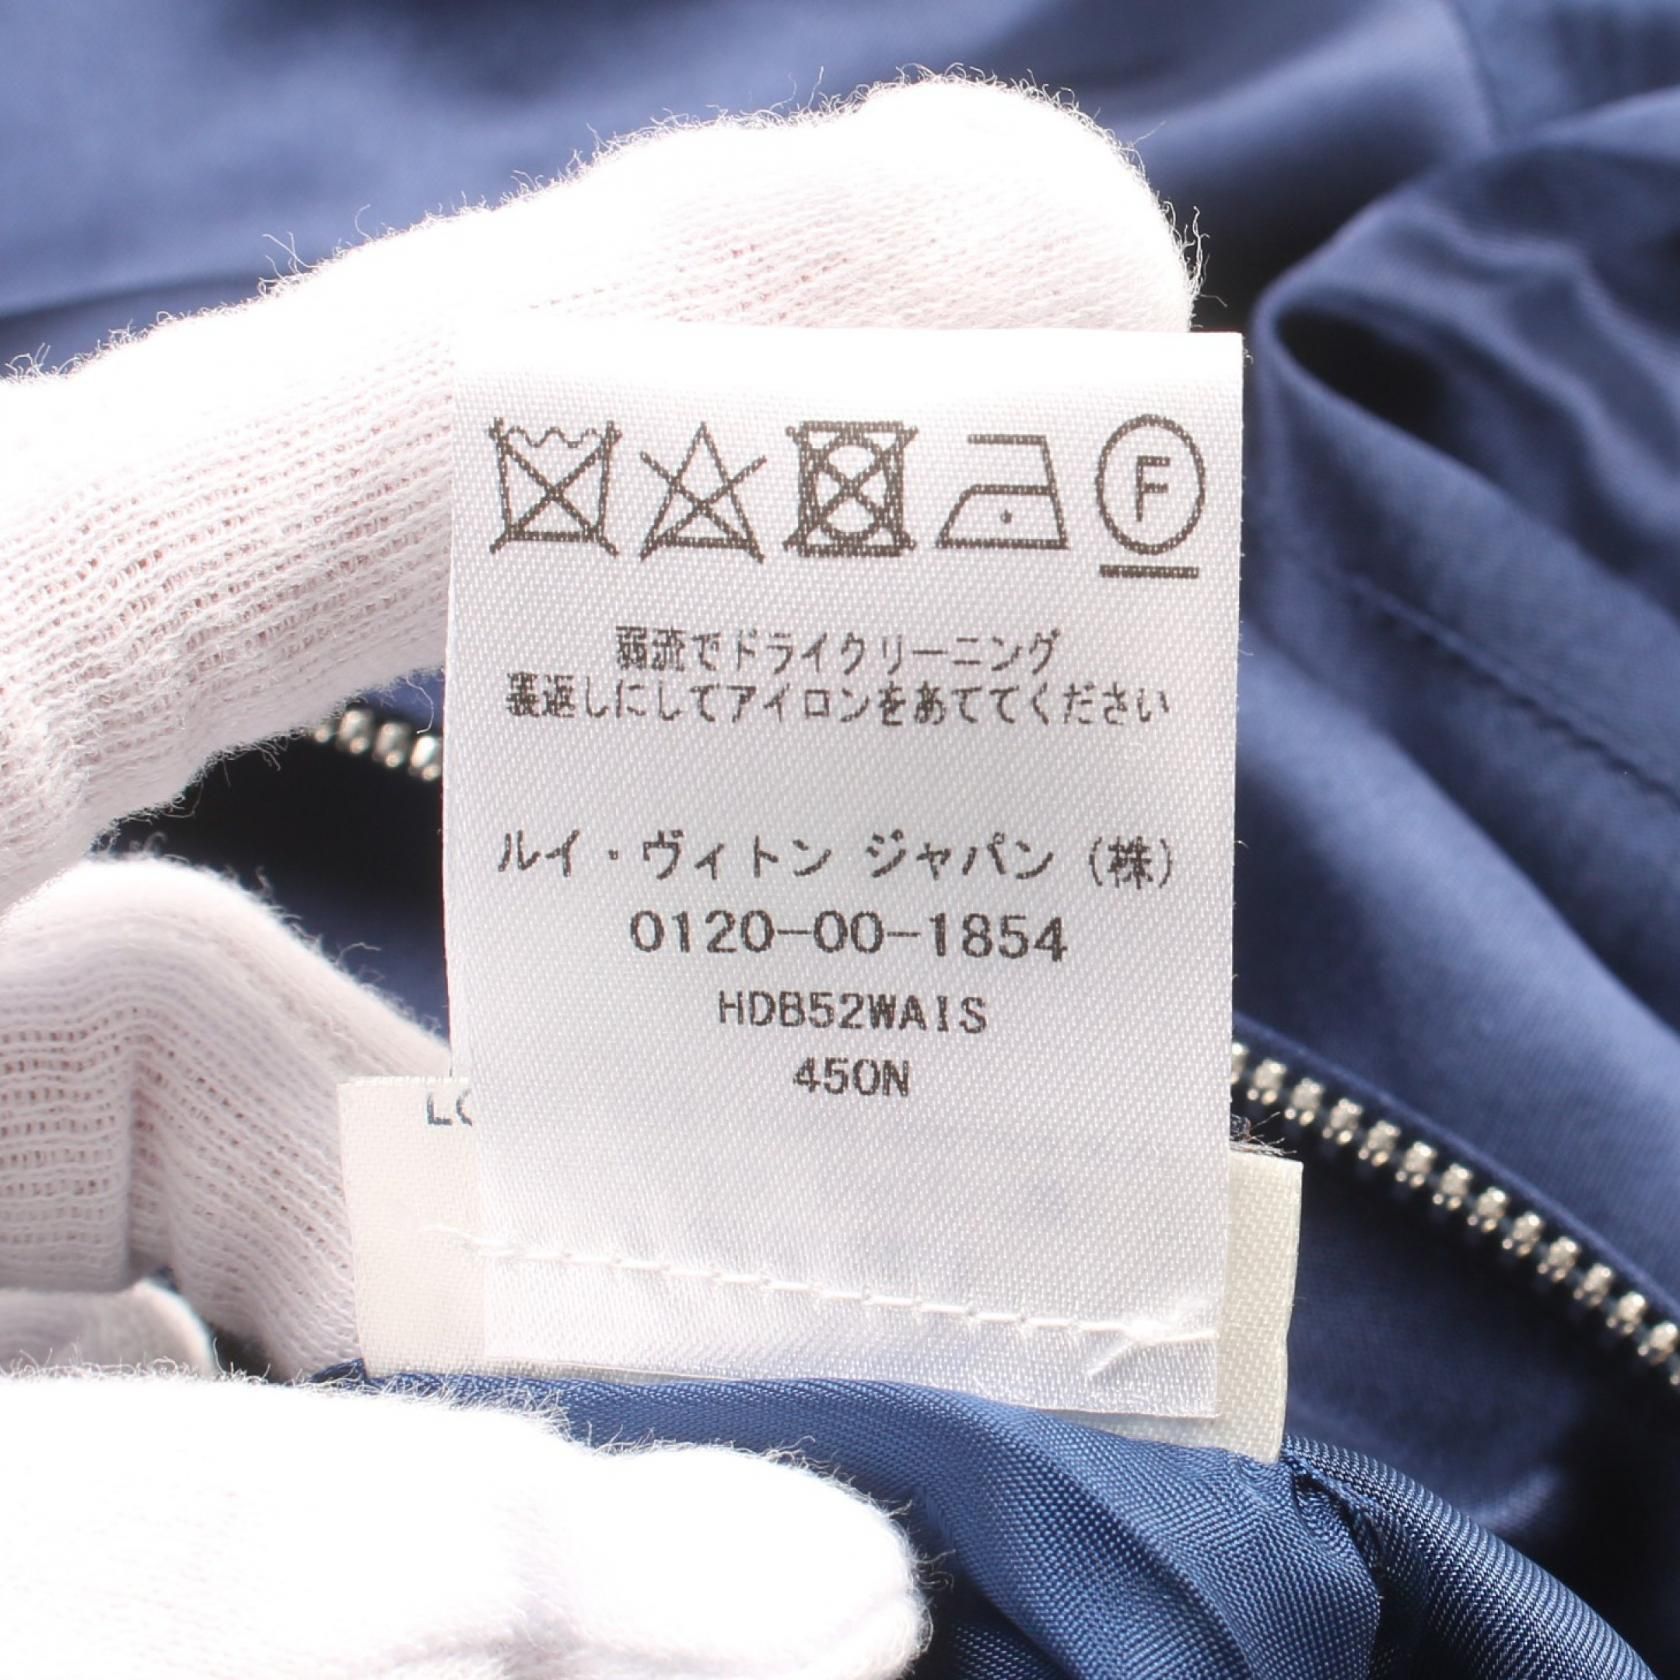 F
弱流でドライクリーニング
裏返しにしてアイロンをあててください
ルイ・ヴィトン ジャパン (株)
0120-00-1854
HDB52WAIS
450N